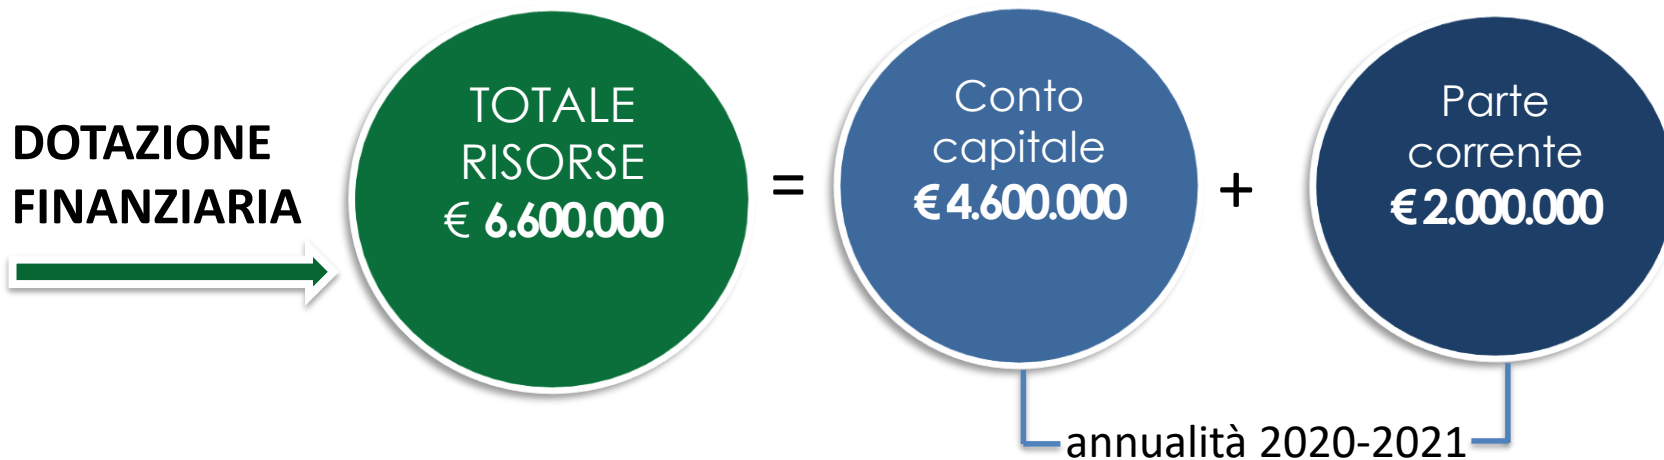 DOTAZIONE
FINANZIARIA
TOTALE
RISORSE
€ 6.600.000
=
Conto
capitale
€ 4.600.000
+
Parte
corrente
€ 2.000.000
annualità 2020-2021